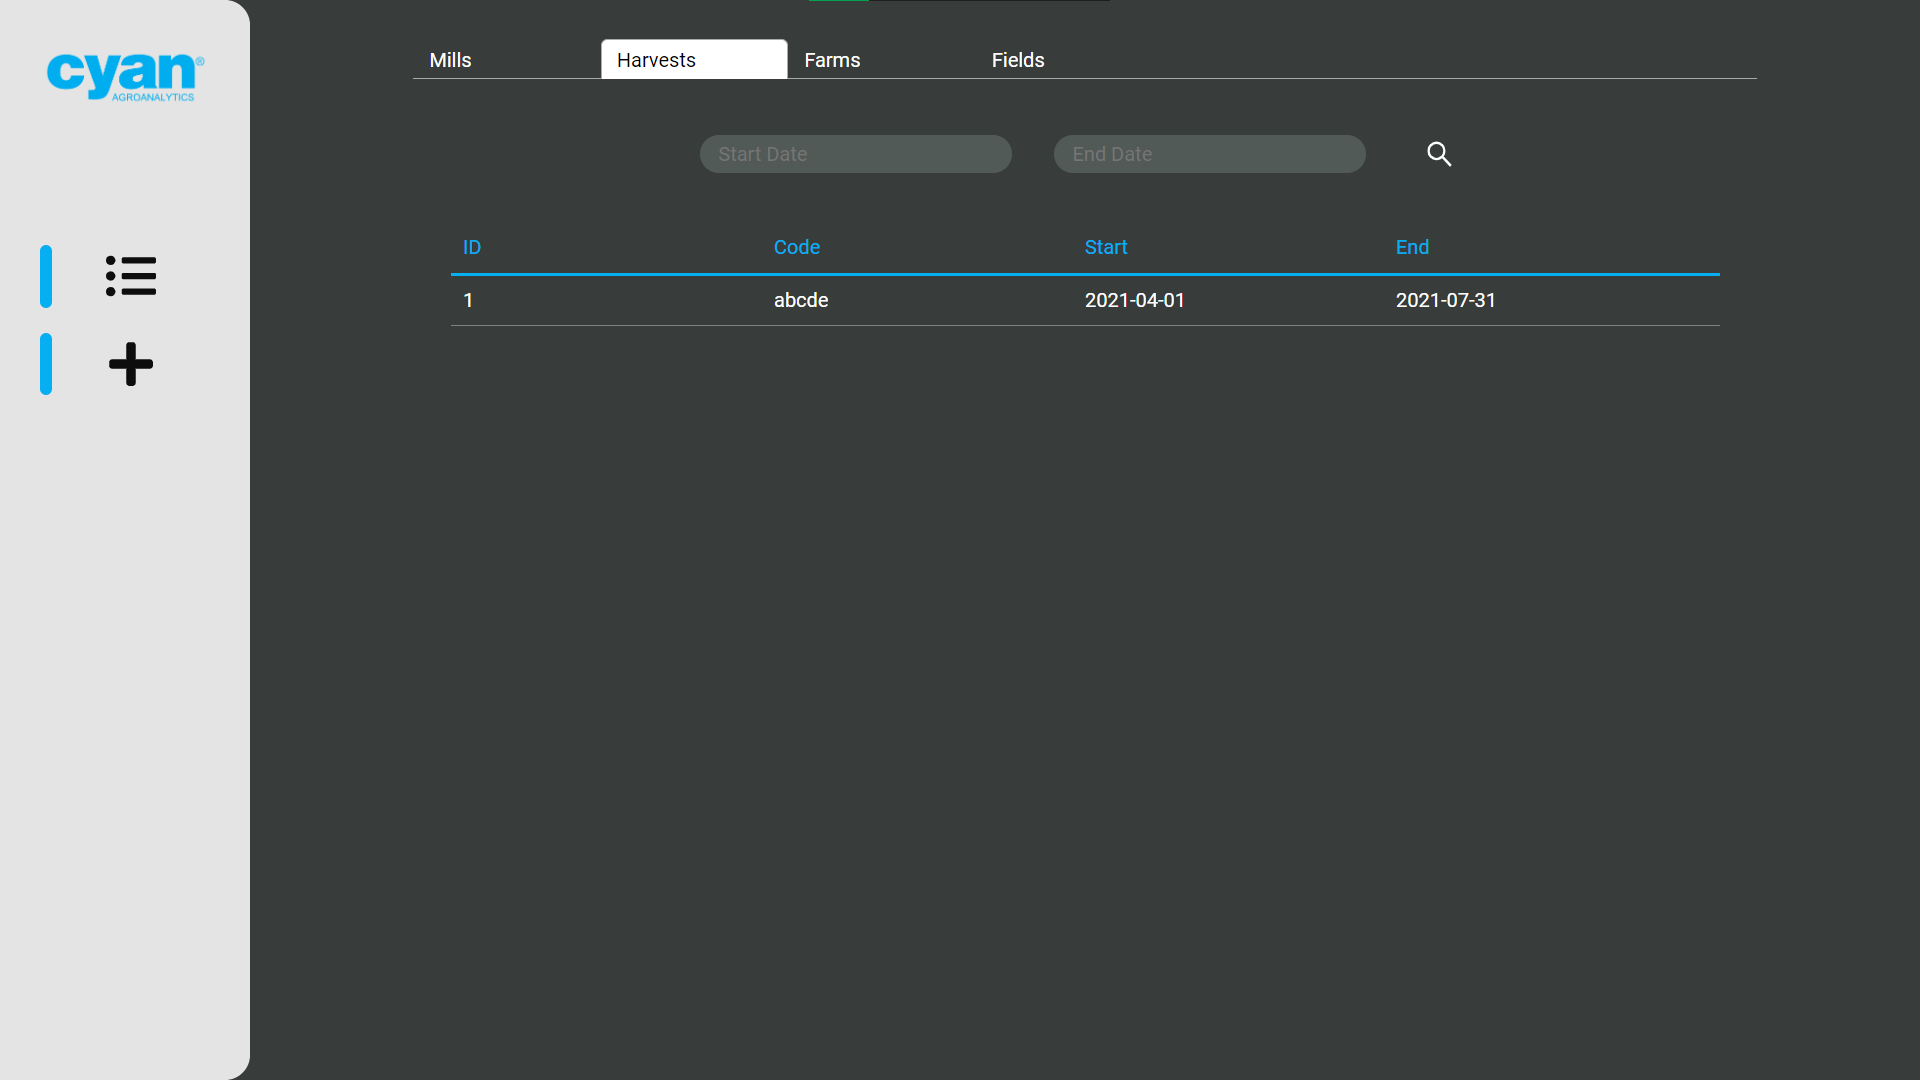 cyan®
AGROANALYTICS
Mills Harvests Farms Fields
Start Date End Date
ID Code Start End
1 abcde 2021-04-01 2021-07-31